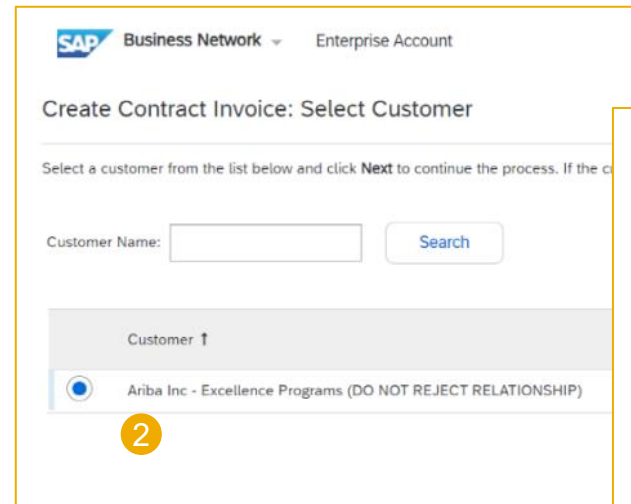 SAP Business Network Enterprise Account
Create Contract Invoice: Select Customer
Select a customer from the list below and click Next to continue the process. If the
Customer Name: Search
Customer ↑
Ariba Inc - Excellence Programs (DO NOT REJECT RELATIONSHIP)
2